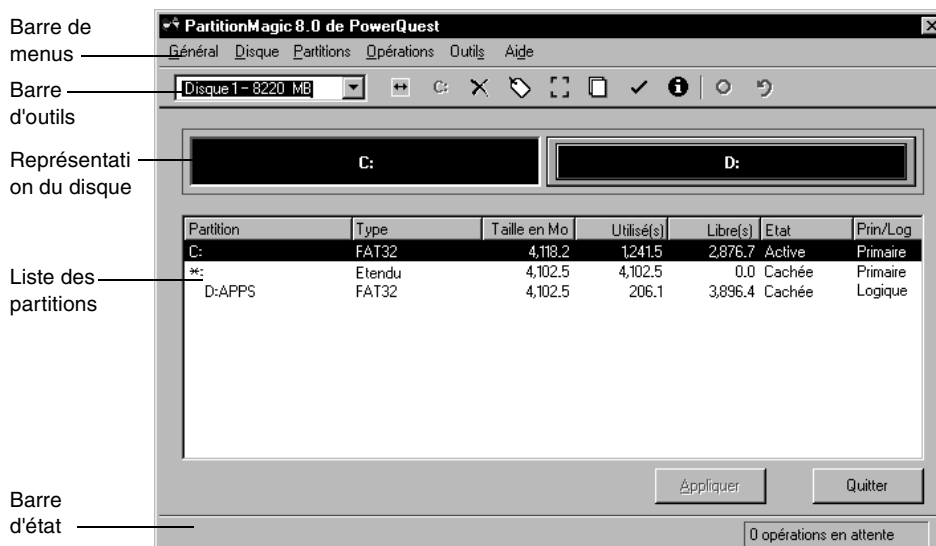 PartitionMagic 8.0 de PowerQuest
Barre de
menus
Général Disque Partitions Opérations Outils Aide
Barre
d'outils
Disque 1 – 8220 MB
C:
Représentati
on du disque
C:
D:
Liste des
partitions
Partition Type Taille en Mo Utilisé(s) Libre(s) Etat Prin/Log
C: FAT32 4,118.2 1,241.5 2,876.7 Active Primaire
*: Etendu 4,102.5 4,102.5 0.0 Cachée Primaire
D:APPS FAT32 4,102.5 206.1 3,896.4 Cachée Logique
Appliquer
Quitter
Barre
d'état
0 opérations en attente